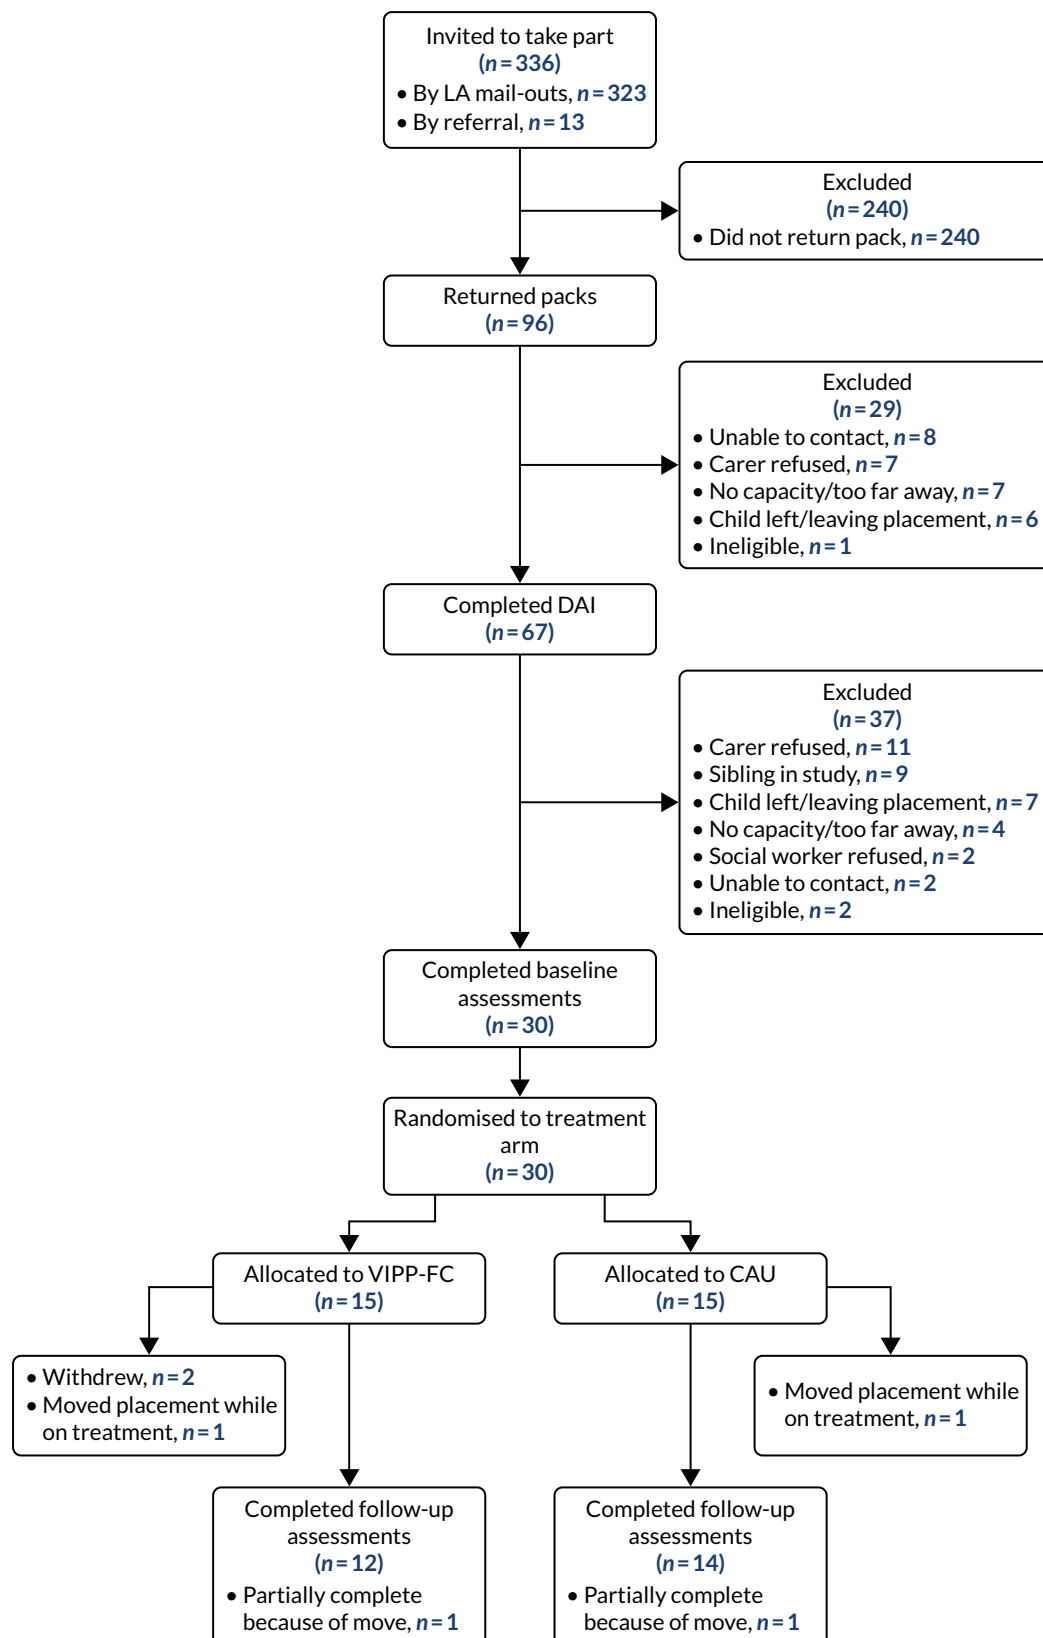 Invited to take part
(n=336)
• By LA mail-outs, n=323
• By referral, n=13
Excluded
(n=240)
• Did not return pack, n=240
Returned packs
(n=96)
Excluded
(n=29)
• Unable to contact, n=8
• Carer refused, n=7
• No capacity/too far away, n=7
• Child left/leaving placement, n=6
• Ineligible, n=1
Completed DAI
(n=67)
Excluded
(n=37)
• Carer refused, n=11
• Sibling in study, n=9
• Child left/leaving placement, n=7
• No capacity/too far away, n=4
• Social worker refused, n=2
• Unable to contact, n=2
• Ineligible, n=2
Completed baseline
assessments
(n=30)
Randomised to treatment
arm
(n=30)
Allocated to VIPP-FC
(n=15)
Allocated to CAU
(n=15)
• Withdrew, n=2
• Moved placement while
on treatment, n=1
• Moved placement while
on treatment, n=1
Completed follow-up
assessments
(n=12)
• Partially complete
because of move, n=1
Completed follow-up
assessments
(n=14)
• Partially complete
because of move, n=1